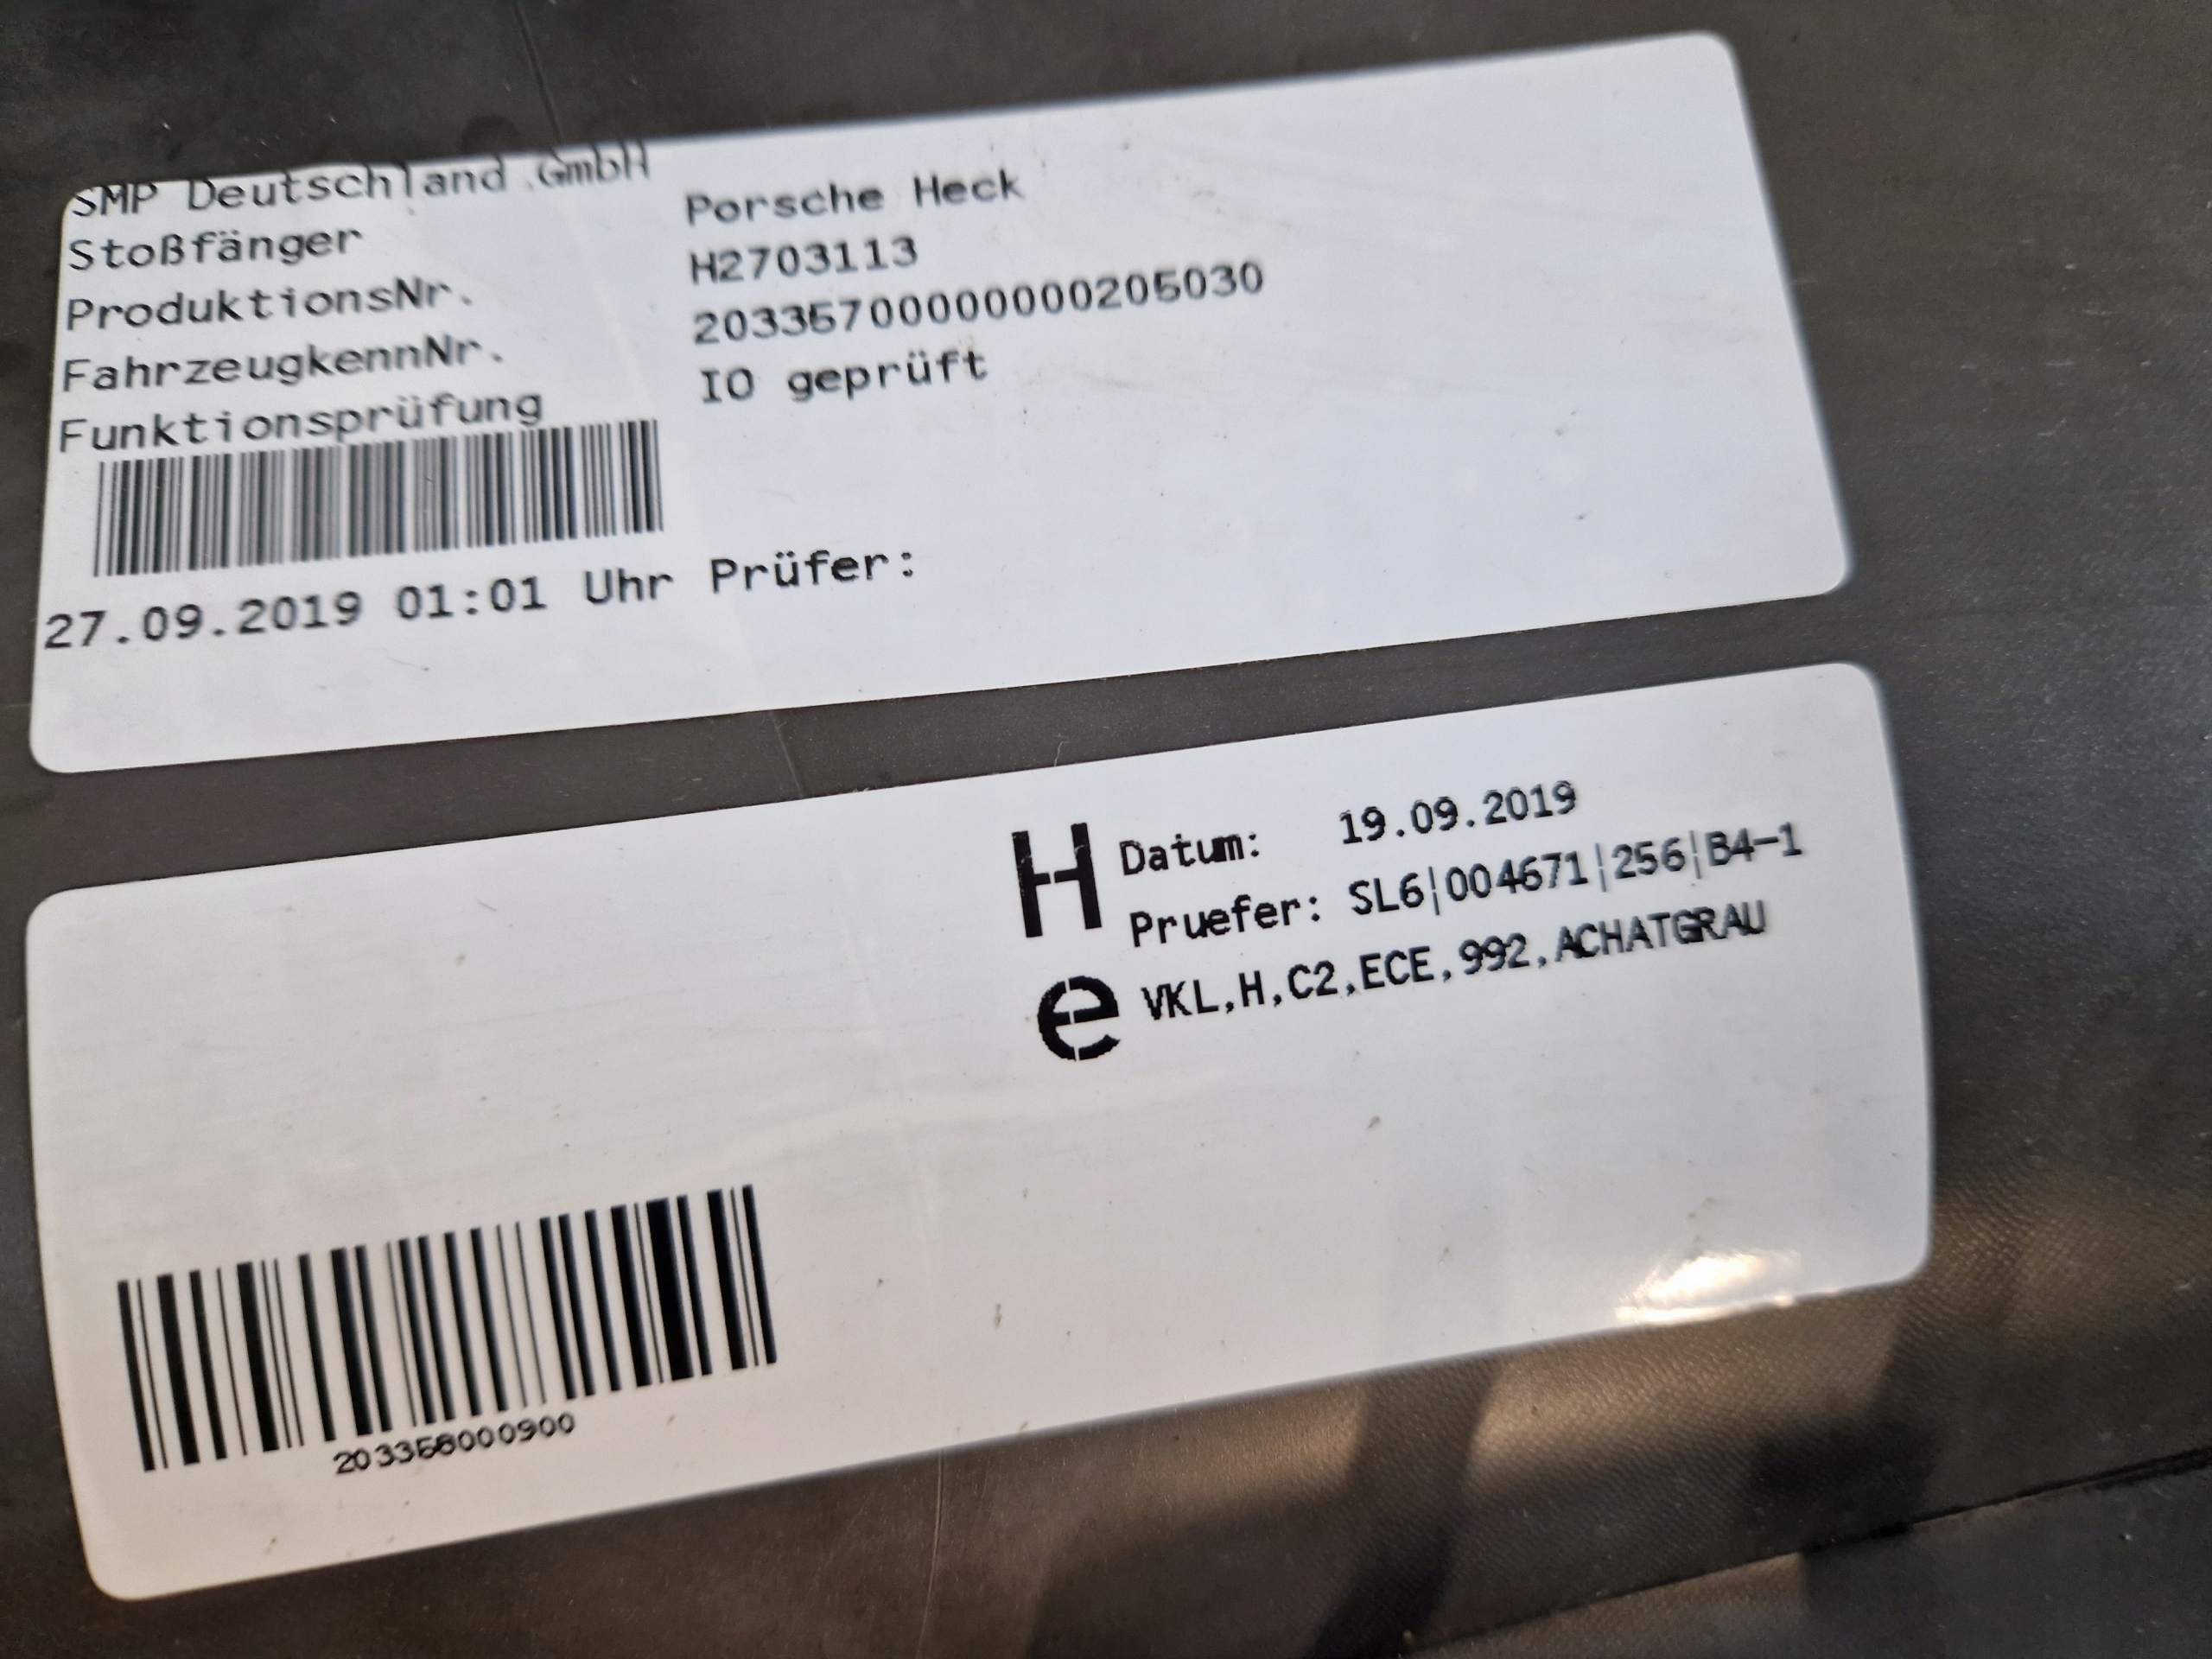 SMP Deutschland GmbH
Stoßfänger Porsche Heck
ProduktionsNr. H2703113
FahrzeugkennNr. 203357000000000205030
Funktionsprüfung IO geprüft
27.09.2019 01:01 Uhr Prüfer:
H Datum: 19.09.2019
Pruefer: SL6|004671|256|B4-1
e VKL,H,C2,ECE,992,ACHATGRAU
203358000900